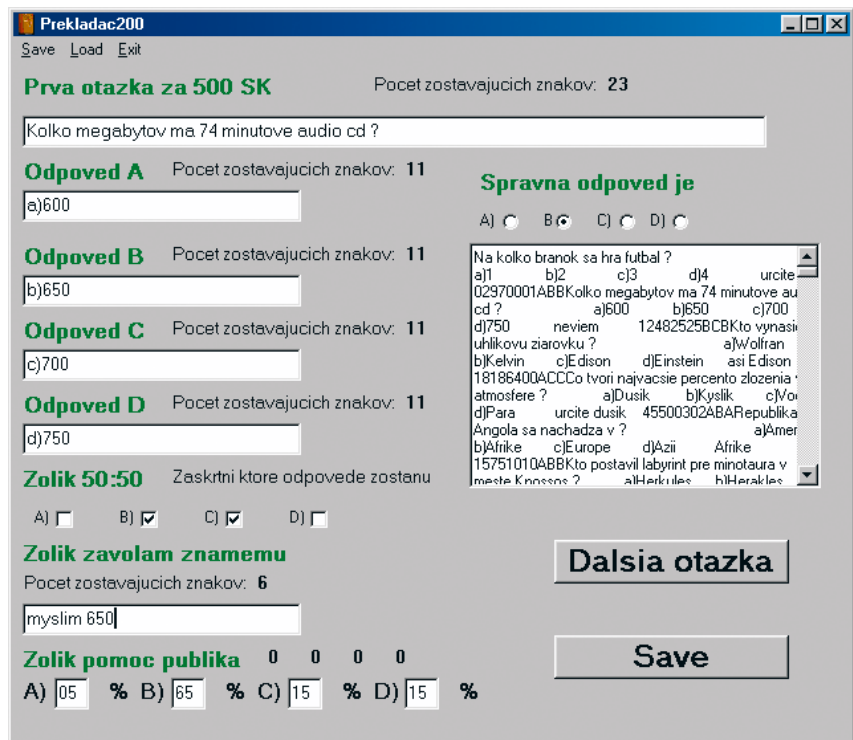 Prekladac200
Save Load Exit
Prva otazka za 500 SK
Pocet zostavajucich znakov: 23
Kolko megabytov ma 74 minutove audio cd ?
Odpoved A Pocet zostavajucich znakov: 11
a)600
Odpoved B Pocet zostavajucich znakov: 11
b)650
Odpoved C Pocet zostavajucich znakov: 11
c)700
Odpoved D Pocet zostavajucich znakov: 11
d)750
Zolik 50:50 Zaskrtni ktore odpovede zostanu
A) B) C) D)
Zolik zavolam znamemu
Pocet zostavajucich znakov: 6
myslim 650
Zolik pomoc publika 0 0 0 0
A) 05 % B) 65 % C) 15 % D) 15 %
Spravna odpoved je
A) B C) D)
Na kolko branok sa hra futbal ?
a)1 b)2 c)3 d)4 urcite
02970001ABBKolko megabytov ma 74 minutove au
cd ? a)600 b)650 c)700
d)750 neviem 12482525BCBKto vynasi
uhlikovu ziarovku ? a)Wolfran
b)Kelvin c)Edison d)Einstein asi Edison
18186400ACCCo tvori najvacsie percento zlozenia
atmosfere ? a)Dusik b)Kyslik c)Vo
d)Para urcite dusik 45500302ABARepublika
Angola sa nachadza v ? a)Amer
b)Afrike c)Europe d)Azii Afrike
15751010ABBKto postavil labyrint pre minotaura v
meste Knossos ? a)Herkules b)Herakles
Dalsia otazka
Save